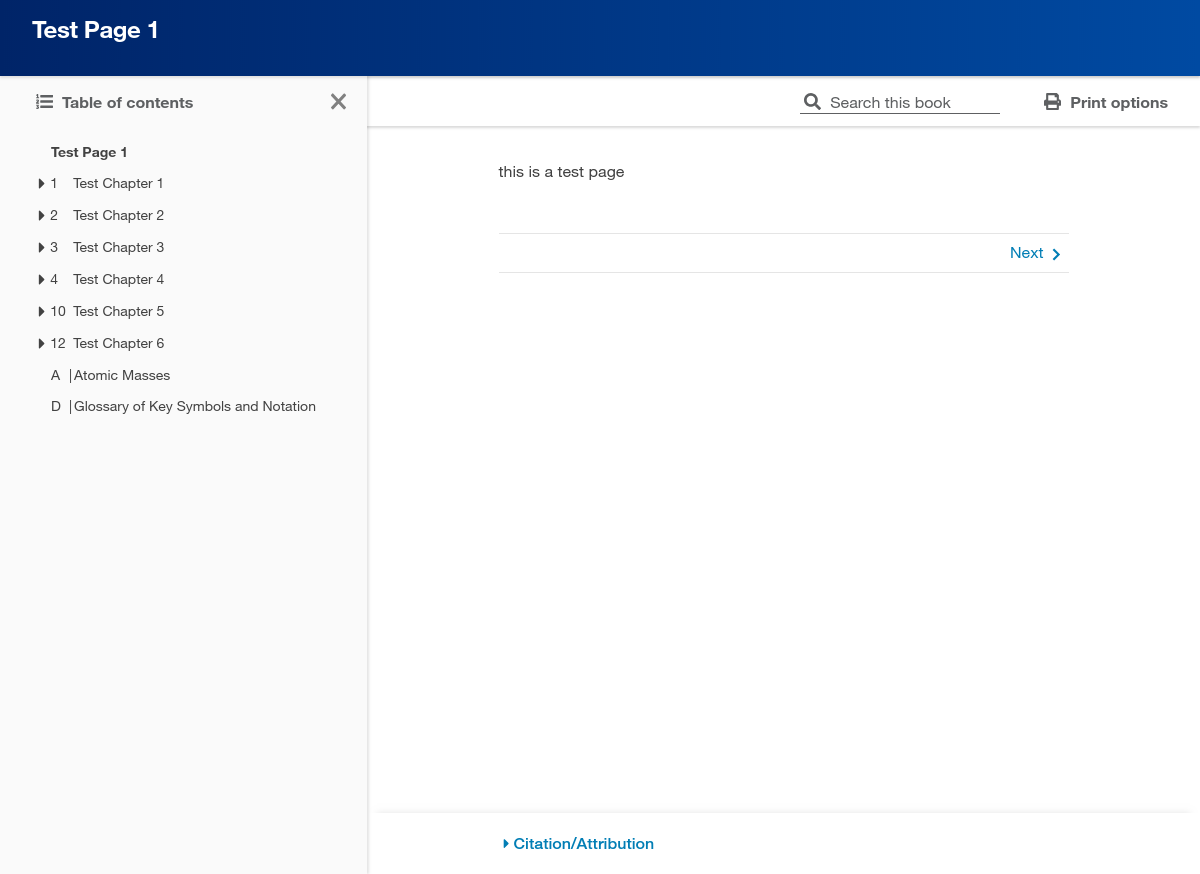 Test Page 1
Table of contents
Search this book
Print options
Test Page 1
1 Test Chapter 1
2 Test Chapter 2
3 Test Chapter 3
4 Test Chapter 4
10 Test Chapter 5
12 Test Chapter 6
A |Atomic Masses
D |Glossary of Key Symbols and Notation
this is a test page
Next
Citation/Attribution